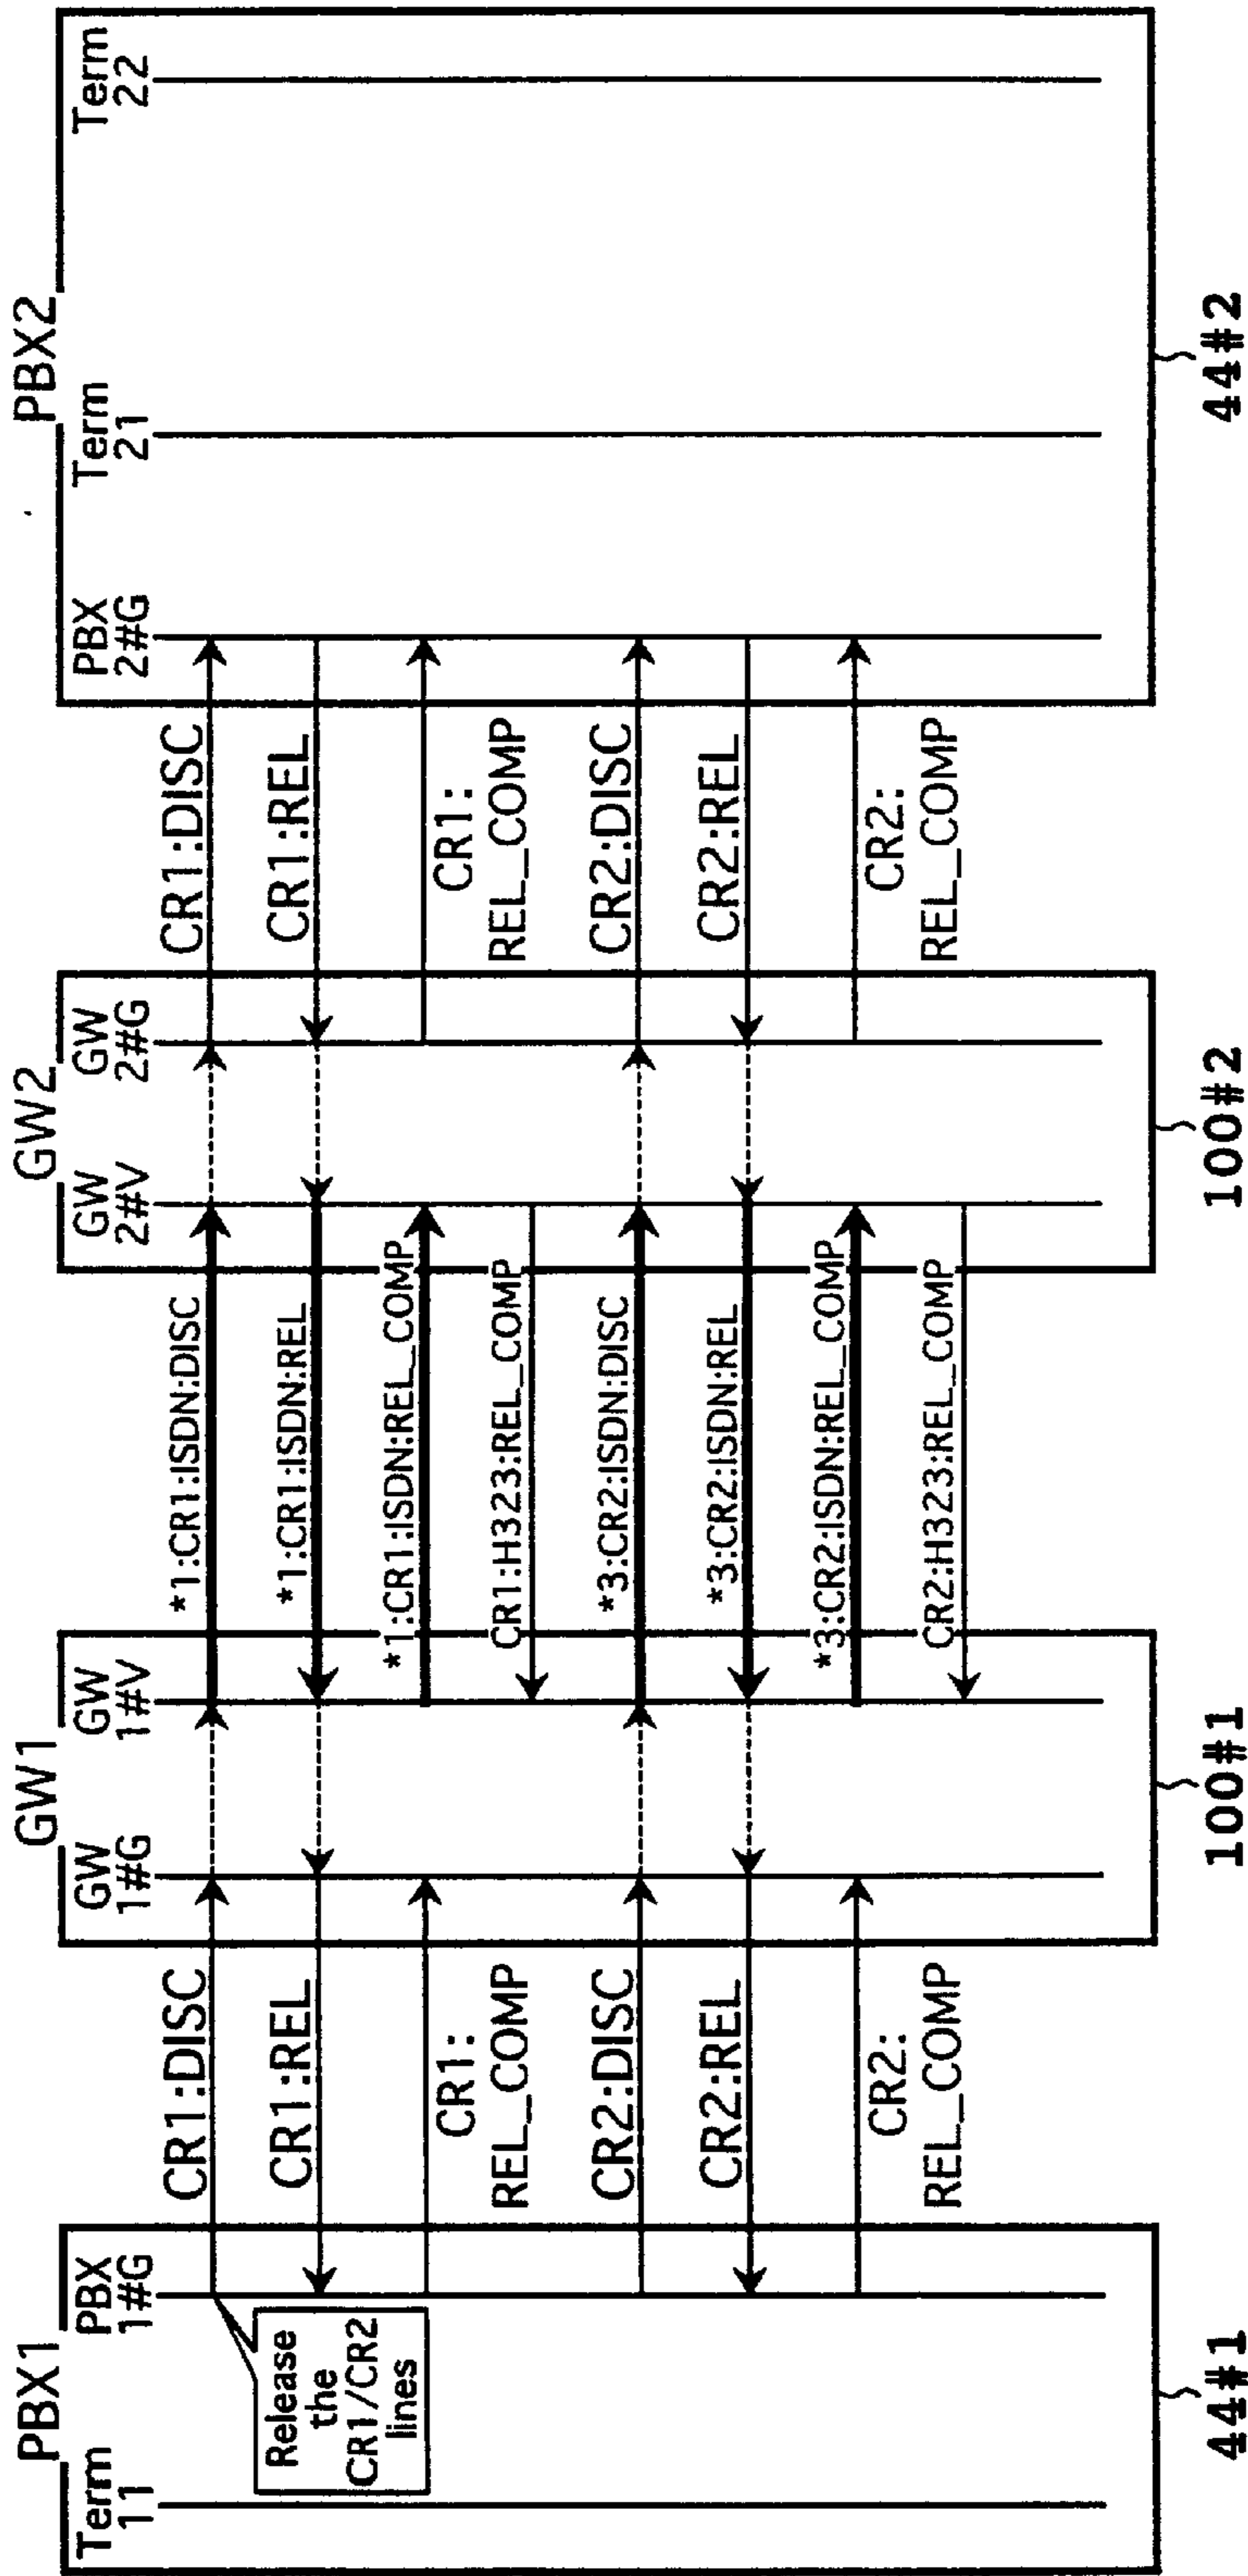 PBX1
GW1
GW2
PBX2
Term
11
PBX
1#G
GW
1#G
GW
1#V
GW
2#V
GW
2#G
PBX
2#G
Term
21
Term
22
Release
the
CR1/CR2
lines
CR1:DISC
*1:CR1:ISDN:DISC
CR1:DISC
CR1:REL
*1:CR1:ISDN:REL
CR1:REL
CR1:
REL_COMP
*1:CR1:ISDN:REL_COMP
CR1:
REL_COMP
CR1:H323:REL_COMP
CR2:DISC
*3:CR2:ISDN:DISC
CR2:DISC
CR2:REL
*3:CR2:ISDN:REL
CR2:REL
CR2:
REL_COMP
*3:CR2:ISDN:REL_COMP
CR2:
REL_COMP
CR2:H323:REL_COMP
44#1
100#1
100#2
44#2